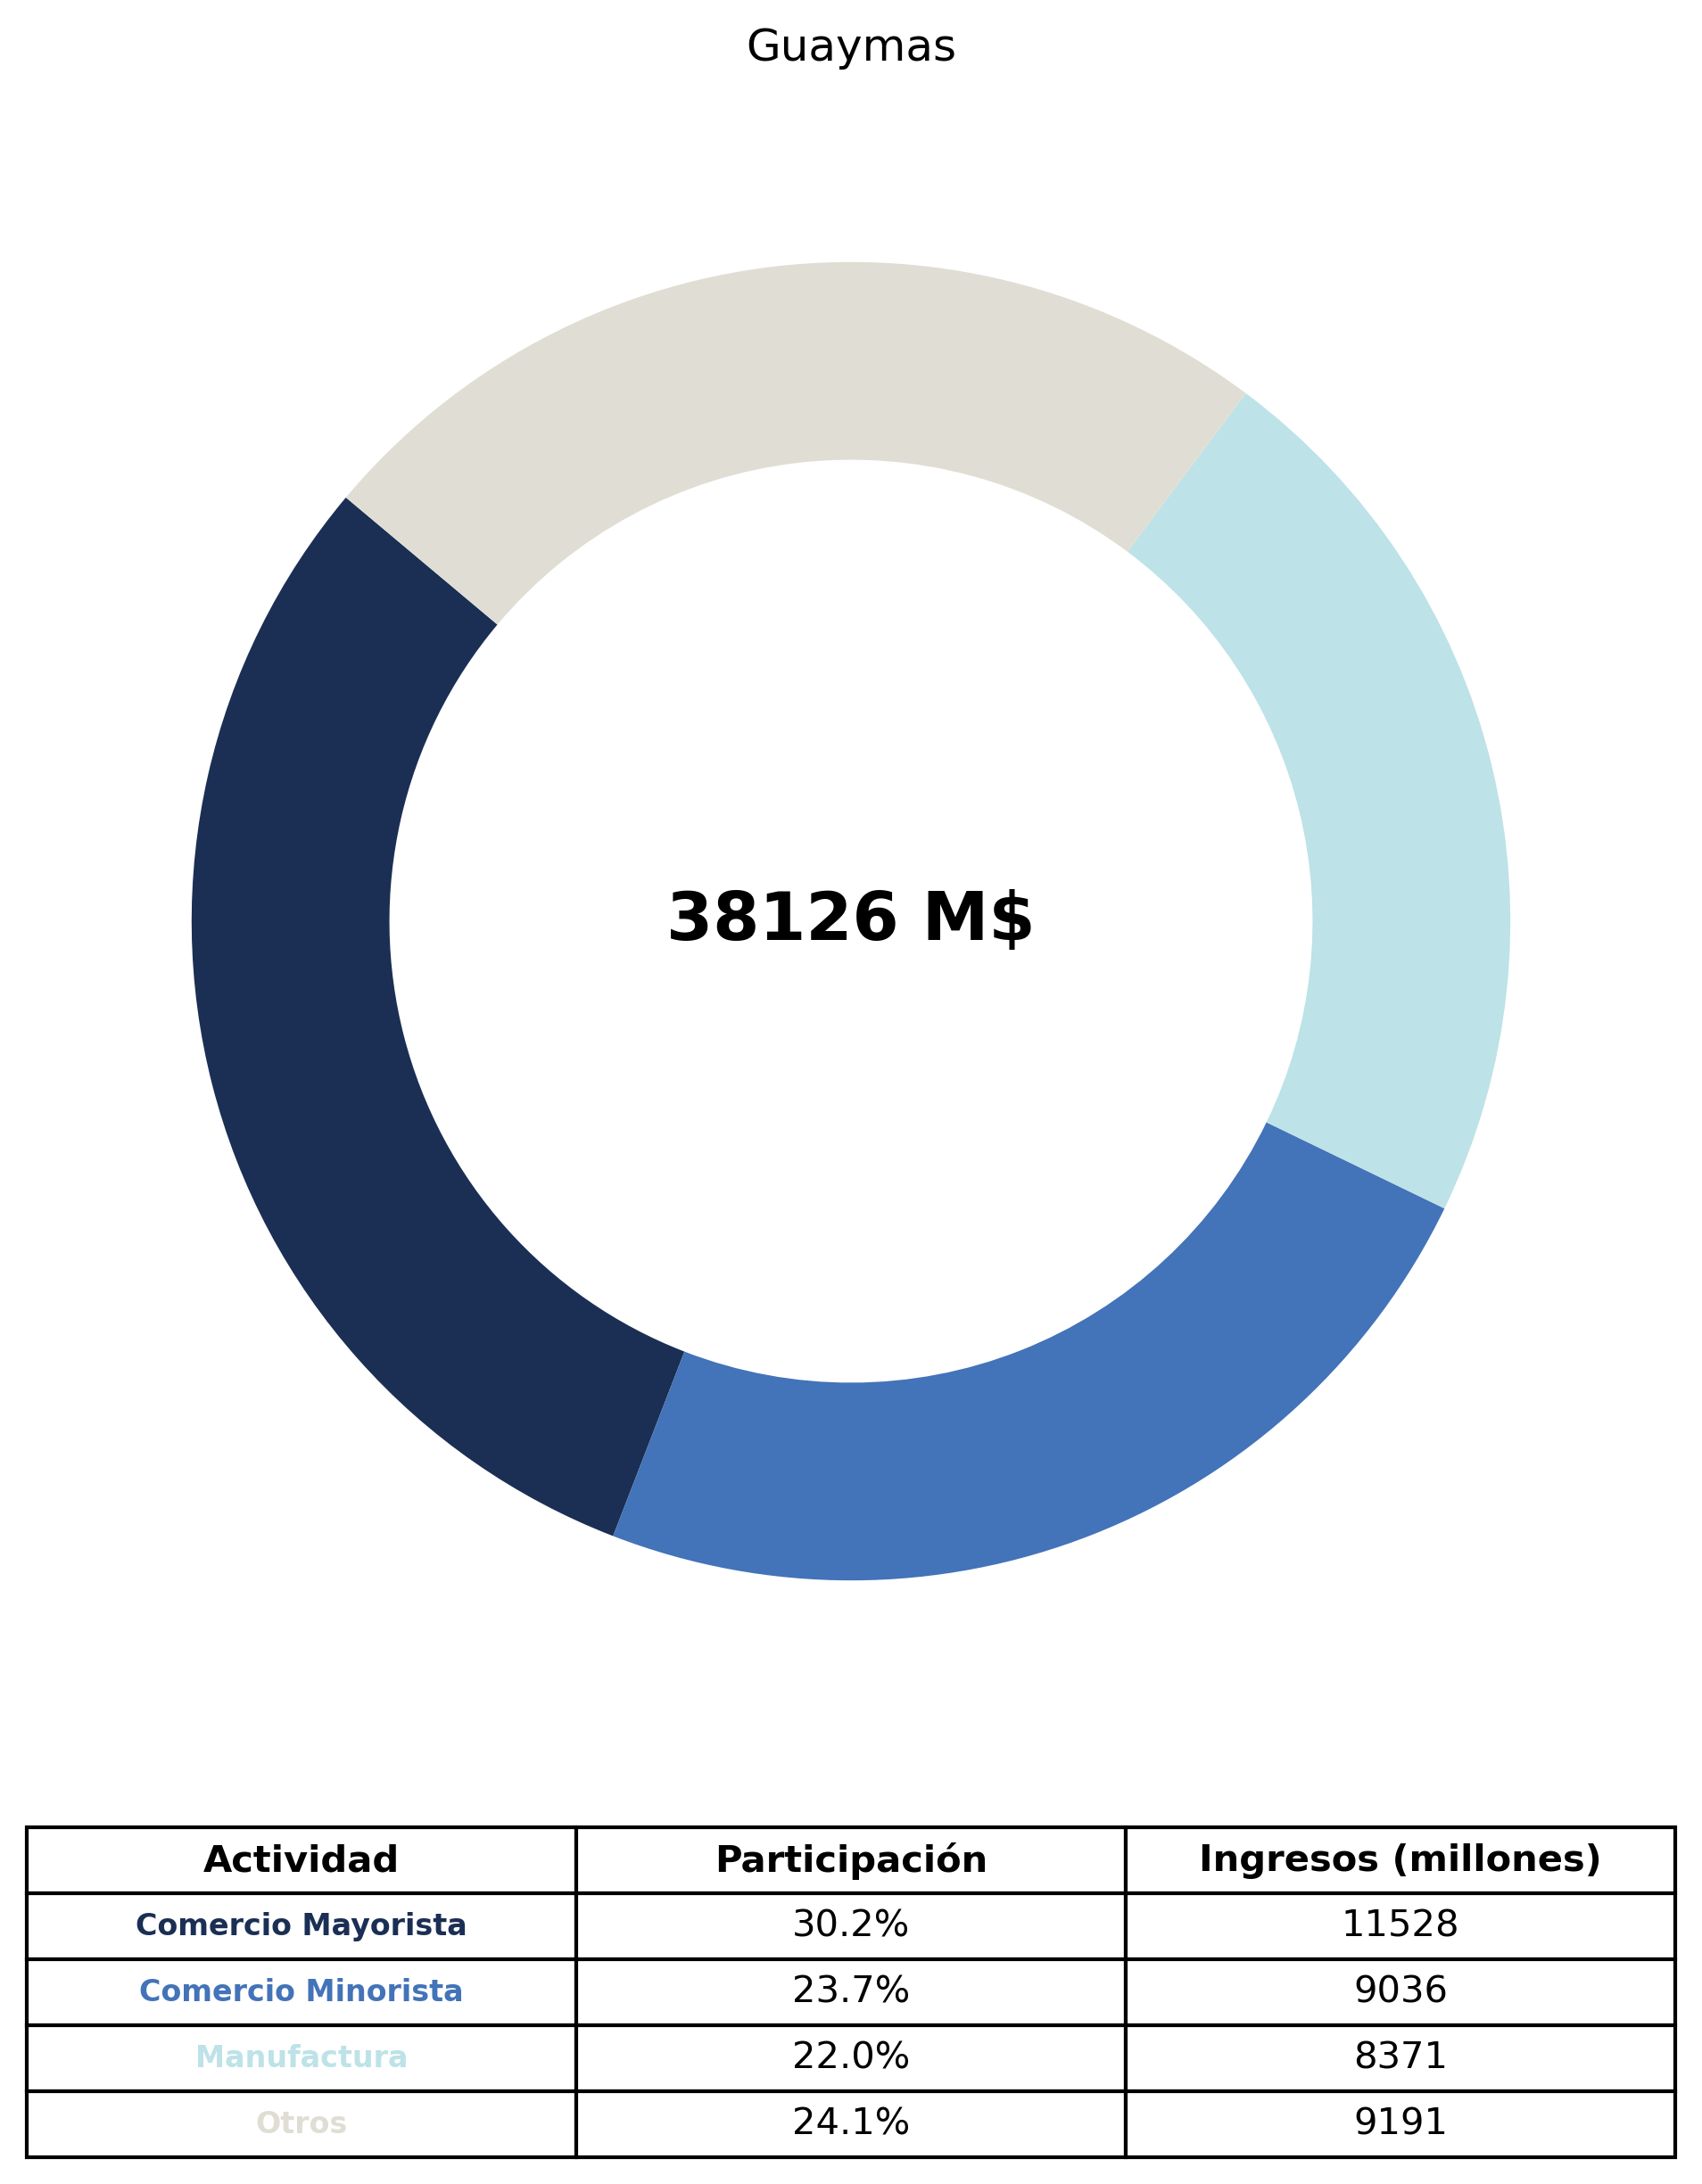 Guaymas
38126 M$
Actividad Participación Ingresos (millones)
Comercio Mayorista 30.2% 11528
Comercio Minorista 23.7% 9036
Manufactura 22.0% 8371
Otros 24.1% 9191